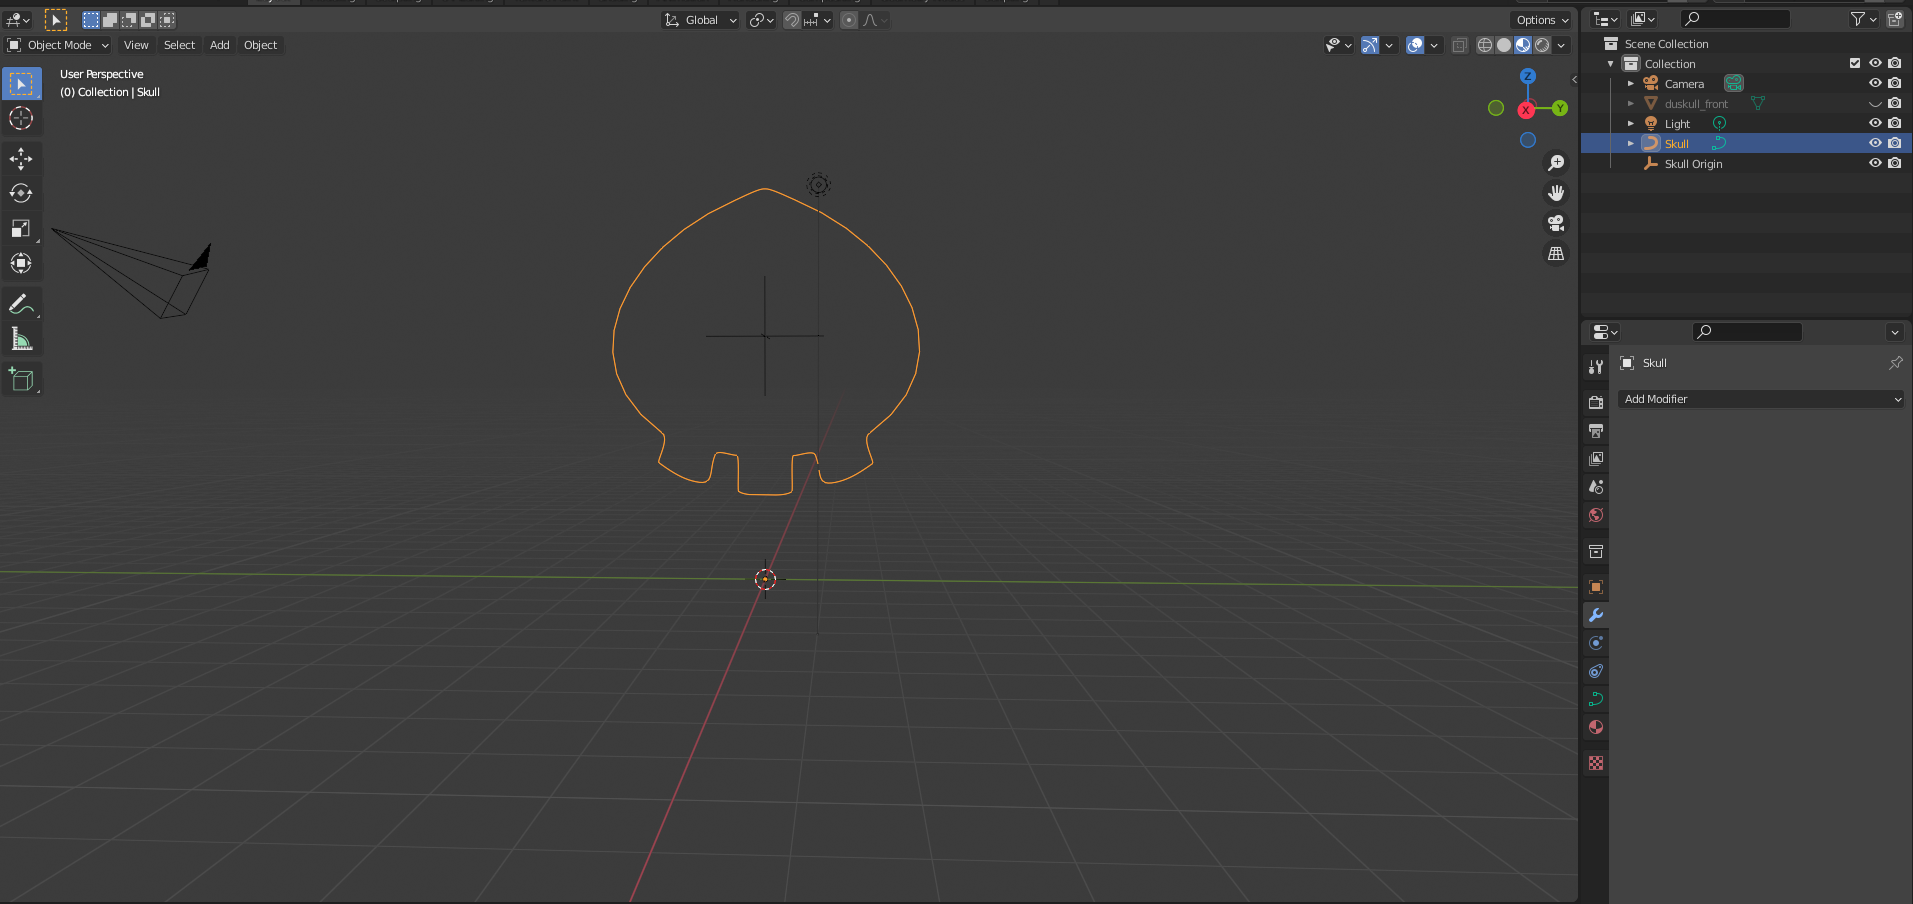 Global
Options
Object Mode View Select Add Object
User Perspective
(0) Collection | Skull
Z
X
Y
Scene Collection
Collection
Camera
duskull_front
Light
Skull
Skull Origin
Skull
Add Modifier